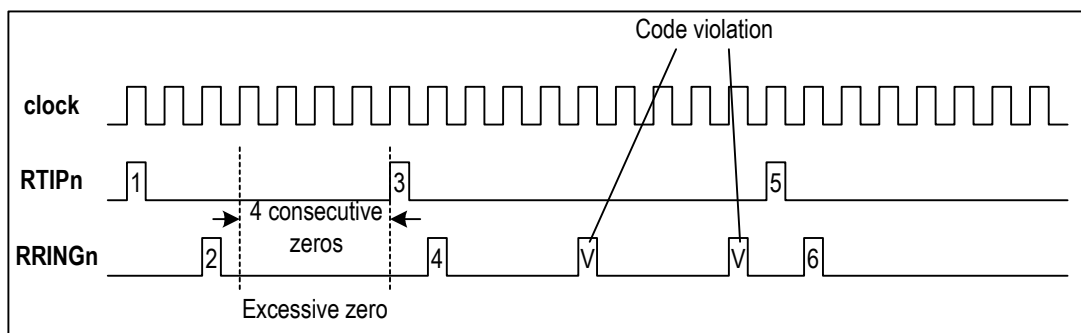 Code violation
clock
RTIPn
1
3
5
4 consecutive
zeros
RRINGn
2
4
V
V
6
Excessive zero